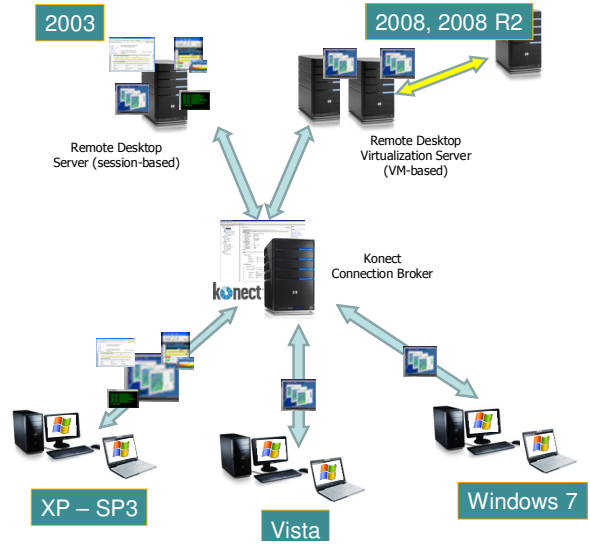 2003
2008, 2008 R2
Remote Desktop
Server (session-based)
Remote Desktop
Virtualization Server
(VM-based)
konect
Konect
Connection Broker
XP – SP3
Vista
Windows 7